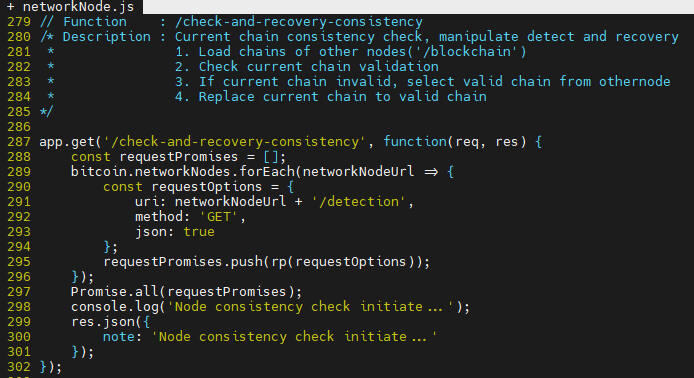 + networkNode.js
279 // Function    : /check-and-recovery-consistency
280 /* Description : Current chain consistency check, manipulate detect and recovery
281  *               1. Load chains of other nodes('/blockchain')
282  *               2. Check current chain validation
283  *               3. If current chain invalid, select valid chain from othernode
284  *               4. Replace current chain to valid chain
285 */
286
287 app.get('/check-and-recovery-consistency', function(req, res) {
288     const requestPromises = [];
289     bitcoin.networkNodes.forEach(networkNodeUrl => {
290         const requestOptions = {
291             uri: networkNodeUrl + '/detection',
292             method: 'GET',
293             json: true
294         };
295         requestPromises.push(rp(requestOptions));
296     });
297     Promise.all(requestPromises);
298     console.log('Node consistency check initiate...');
299     res.json({
300         note: 'Node consistency check initiate...'
301     });
302 });